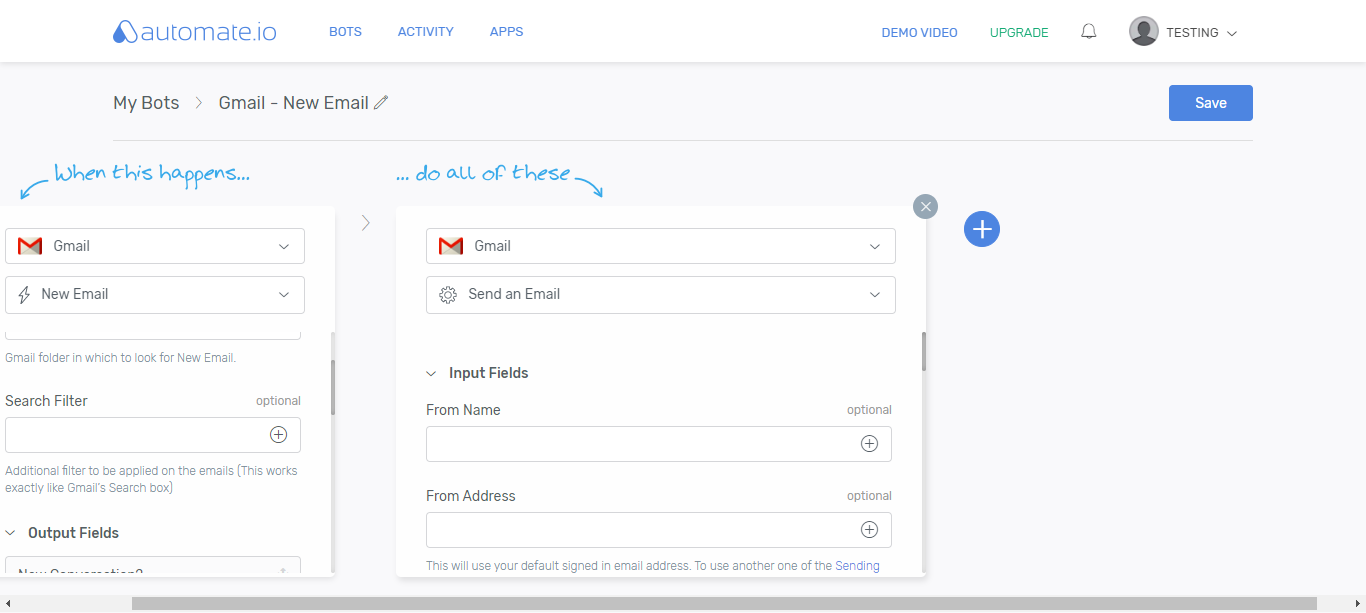 automate.io
BOTS
ACTIVITY
APPS
DEMO VIDEO
UPGRADE
TESTING
My Bots
Gmail - New Email
Save
When this happens...
... do all of these
Gmail
New Email
Gmail folder in which to look for New Email.
Search Filter
optional
Additional filter to be applied on the emails (This works
exactly like Gmail's Search box)
Output Fields
New Conversation?
Gmail
Send an Email
Input Fields
From Name
optional
From Address
optional
This will use your default signed in email address. To use another one of the Sending